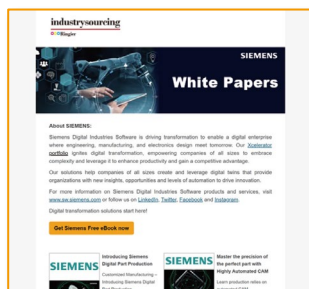 industrysourcing
Ringier
SIEMENS
White Papers
About SIEMENS:
Siemens Digital Industries Software is driving transformation to enable a digital enterprise
where engineering, manufacturing, and electronics design meet tomorrow. Our Xcelerator
portfolio ignites digital transformation, empowering companies of all sizes to embrace
complexity and leverage it to enhance productivity and gain a competitive advantage.
Our solutions help companies of all sizes create and leverage digital twins that provide
organizations with new insights, opportunities and levels of automation to drive innovation.
For more information on Siemens Digital Industries Software products and services, visit
www.sw.siemens.com or follow us on LinkedIn, Twitter, Facebook and Instagram.
Digital transformation solutions start here!
Get Siemens Free eBook now
SIEMENS
Introducing Siemens
Digital Part Production
Customized Manufacturing –
Introducing Siemens Digital
SIEMENS
Master the precision of
the perfect part with
Highly Automated CAM
Learn production relies on